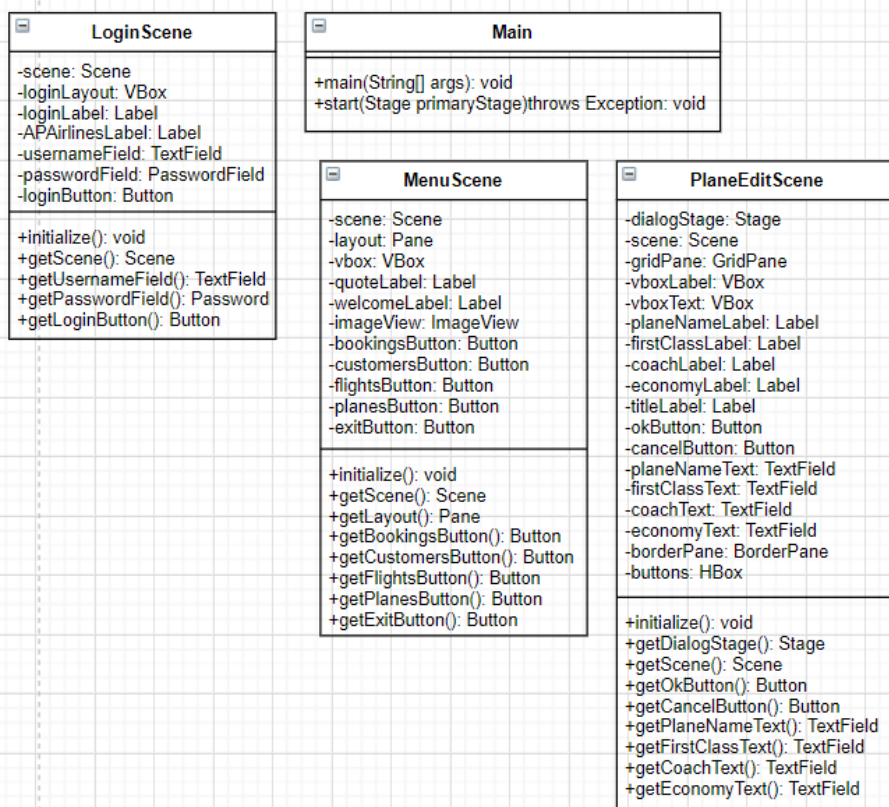 LoginScene
-scene: Scene
-loginLayout: VBox
-loginLabel: Label
-APAirlinesLabel: Label
-usernameField: TextField
-passwordField: PasswordField
-loginButton: Button
+initialize(): void
+getScene(): Scene
+getUsernameField(): TextField
+getPasswordField(): Password
+getLoginButton(): Button
Main
+main(String[] args): void
+start(Stage primaryStage)throws Exception: void
MenuScene
-scene: Scene
-layout: Pane
-vbox: VBox
-quoteLabel: Label
-welcomeLabel: Label
-imageView: ImageView
-bookingsButton: Button
-customersButton: Button
-flightsButton: Button
-planesButton: Button
-exitButton: Button
+initialize(): void
+getScene(): Scene
+getLayout(): Pane
+getBookingsButton(): Button
+getCustomersButton(): Button
+getFlightsButton(): Button
+getPlanesButton(): Button
+getExitButton(): Button
PlaneEditScene
-dialogStage: Stage
-scene: Scene
-gridPane: GridPane
-vboxLabel: VBox
-vboxText: VBox
-planeNameLabel: Label
-firstClassLabel: Label
-coachLabel: Label
-economyLabel: Label
-titleLabel: Label
-okButton: Button
-cancelButton: Button
-planeNameText: TextField
-firstClassText: TextField
-coachText: TextField
-economyText: TextField
-borderPane: BorderPane
-buttons: HBox
+initialize(): void
+getDialogStage(): Stage
+getScene(): Scene
+getOkButton(): Button
+getCancelButton(): Button
+getPlaneNameText(): TextField
+getFirstClassText(): TextField
+getCoachText(): TextField
+getEconomyText(): TextField